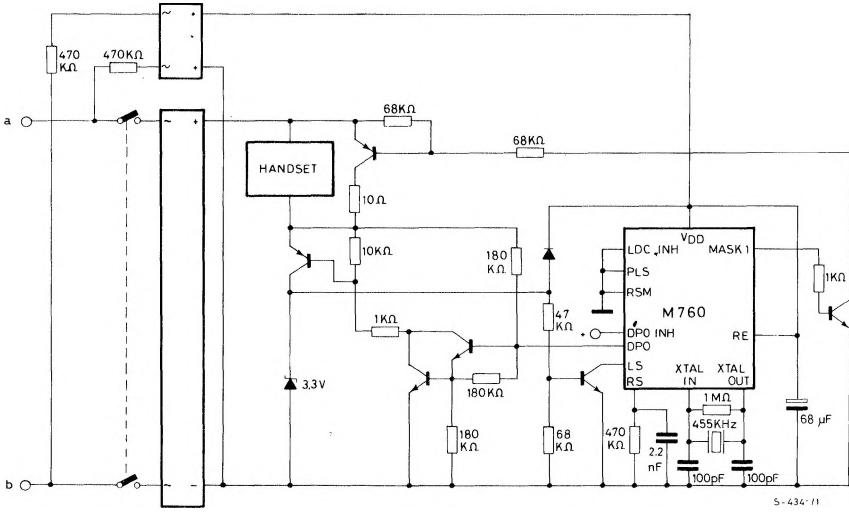 470
KΩ
470KΩ
~
+
~
+
a
~
+
68KΩ
68KΩ
HANDSET
10Ω
10KΩ
180
KΩ
VDD
LDC INH
MASK 1
PLS
RSM
1KΩ
M760
47
KΩ
1KΩ
+
DPO INH
DPO
RE
LS
RS
XTAL
IN
XTAL
OUT
3.3V
180KΩ
1MΩ
455KHz
68 µF
180
KΩ
68
KΩ
470
KΩ
2.2
nF
100pF
100pF
b
~
-
S-434-/1